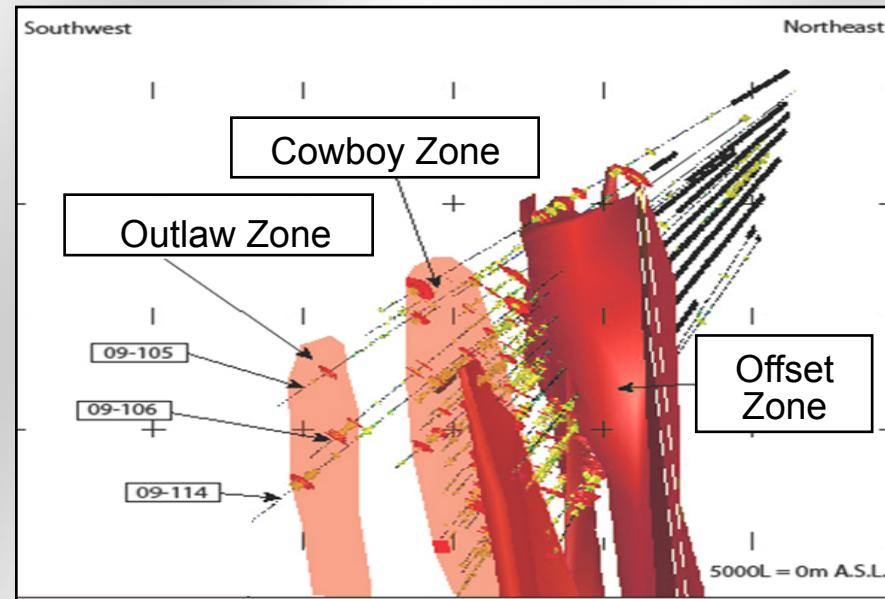 Southwest
Northeast
Cowboy Zone
Outlaw Zone
09-105
Offset
Zone
09-106
09-114
5000L = 0m A.S.L.